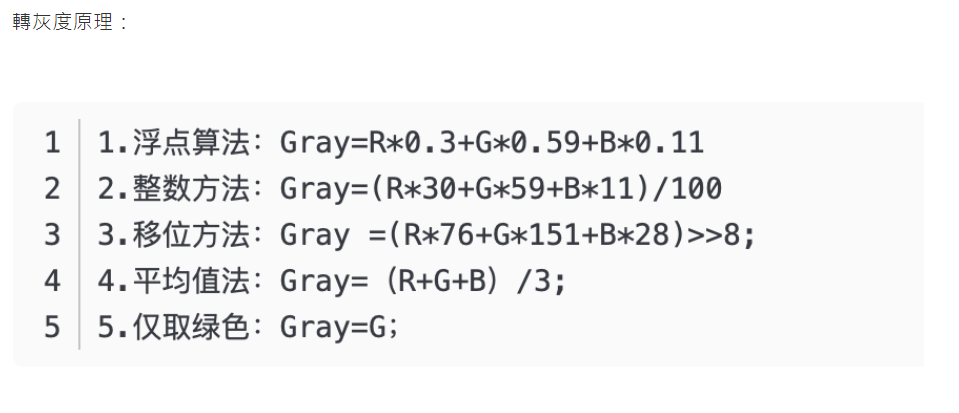 轉灰度原理：
1 1.浮点算法：Gray=R*0.3+G*0.59+B*0.11
2 2.整数方法：Gray=(R*30+G*59+B*11)/100
3 3.移位方法：Gray =(R*76+G*151+B*28)>>8;
4 4.平均值法：Gray=（R+G+B）/3;
5 5.仅取绿色：Gray=G；